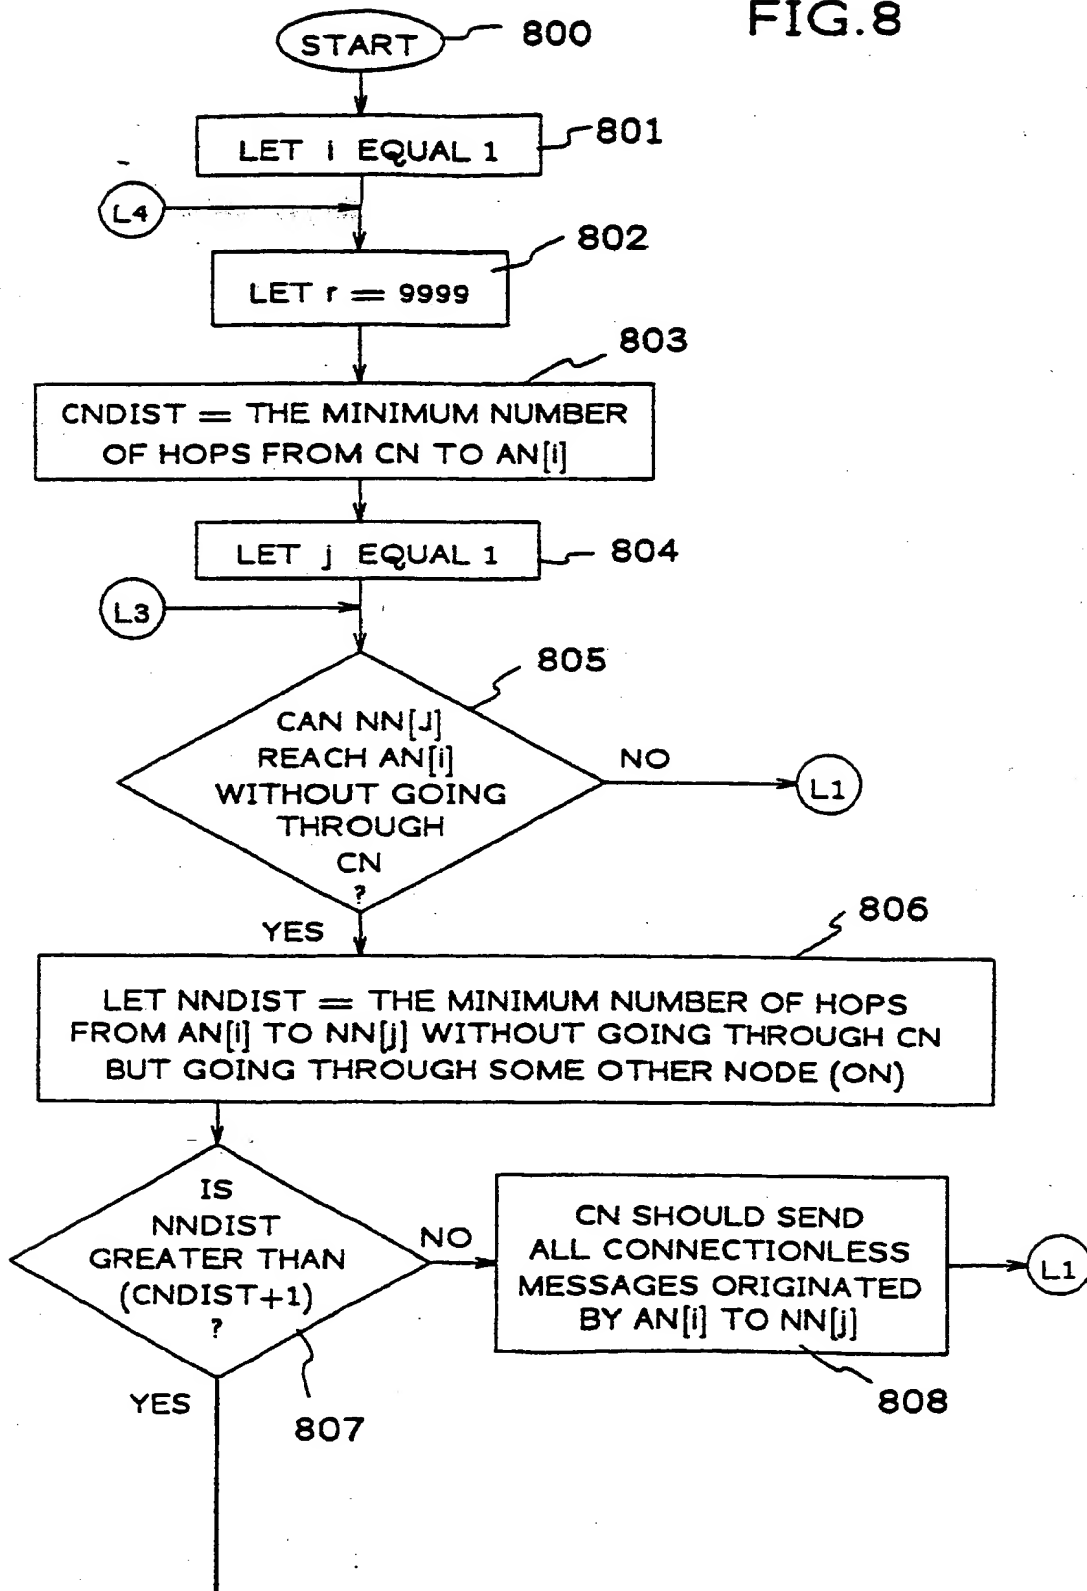 FIG.8
START
800
LET i EQUAL 1
801
L4
802
LET r = 9999
803
CNDIST = THE MINIMUM NUMBER
OF HOPS FROM CN TO AN[i]
LET j EQUAL 1
804
L3
805
CAN NN[J]
REACH AN[i]
WITHOUT GOING
THROUGH
CN
?
NO
L1
YES
806
LET NNDIST = THE MINIMUM NUMBER OF HOPS
FROM AN[i] TO NN[j] WITHOUT GOING THROUGH CN
BUT GOING THROUGH SOME OTHER NODE (ON)
IS
NNDIST
GREATER THAN
(CNDIST+1)
?
NO
CN SHOULD SEND
ALL CONNECTIONLESS
MESSAGES ORIGINATED
BY AN[i] TO NN[j]
L1
YES
807
808